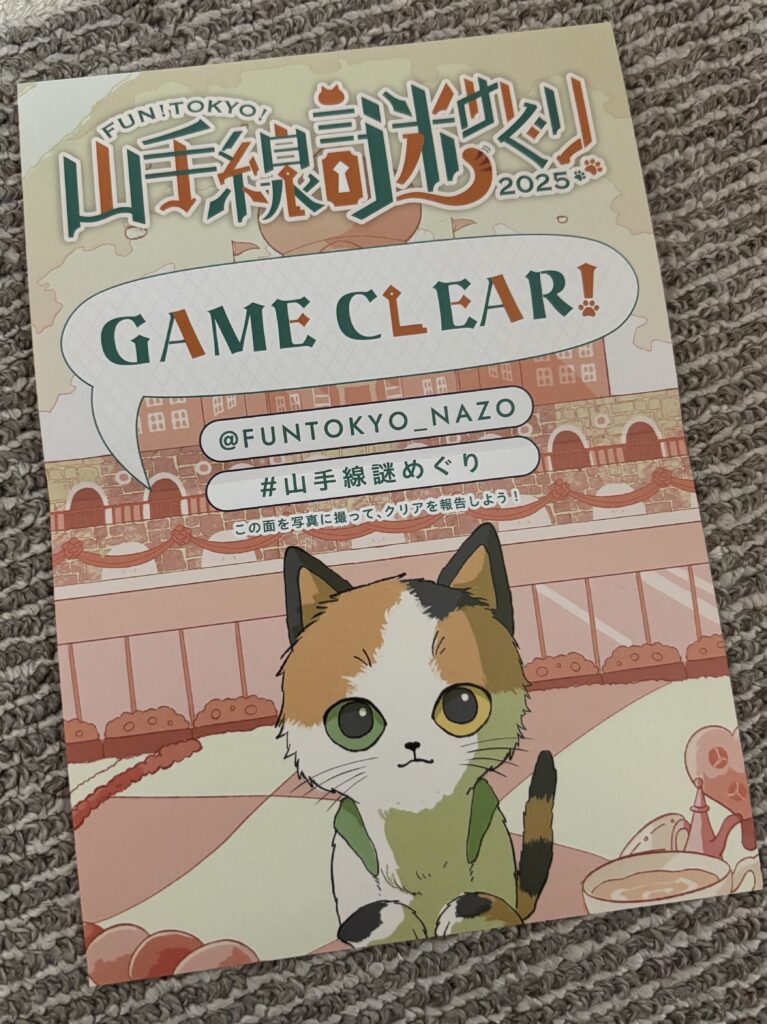 FUN!TOKYO!
山手線謎めぐり
2025
GAME CLEAR!
@FUNTOKYO_NAZO
#山手線謎めぐり
この面を写真に撮って、クリアを報告しよう!